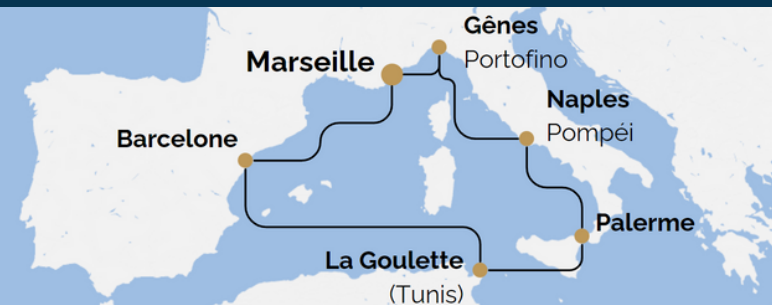 Gênes
Portofino
Marseille
Naples
Pompéi
Barcelone
Palerme
La Goulette
(Tunis)